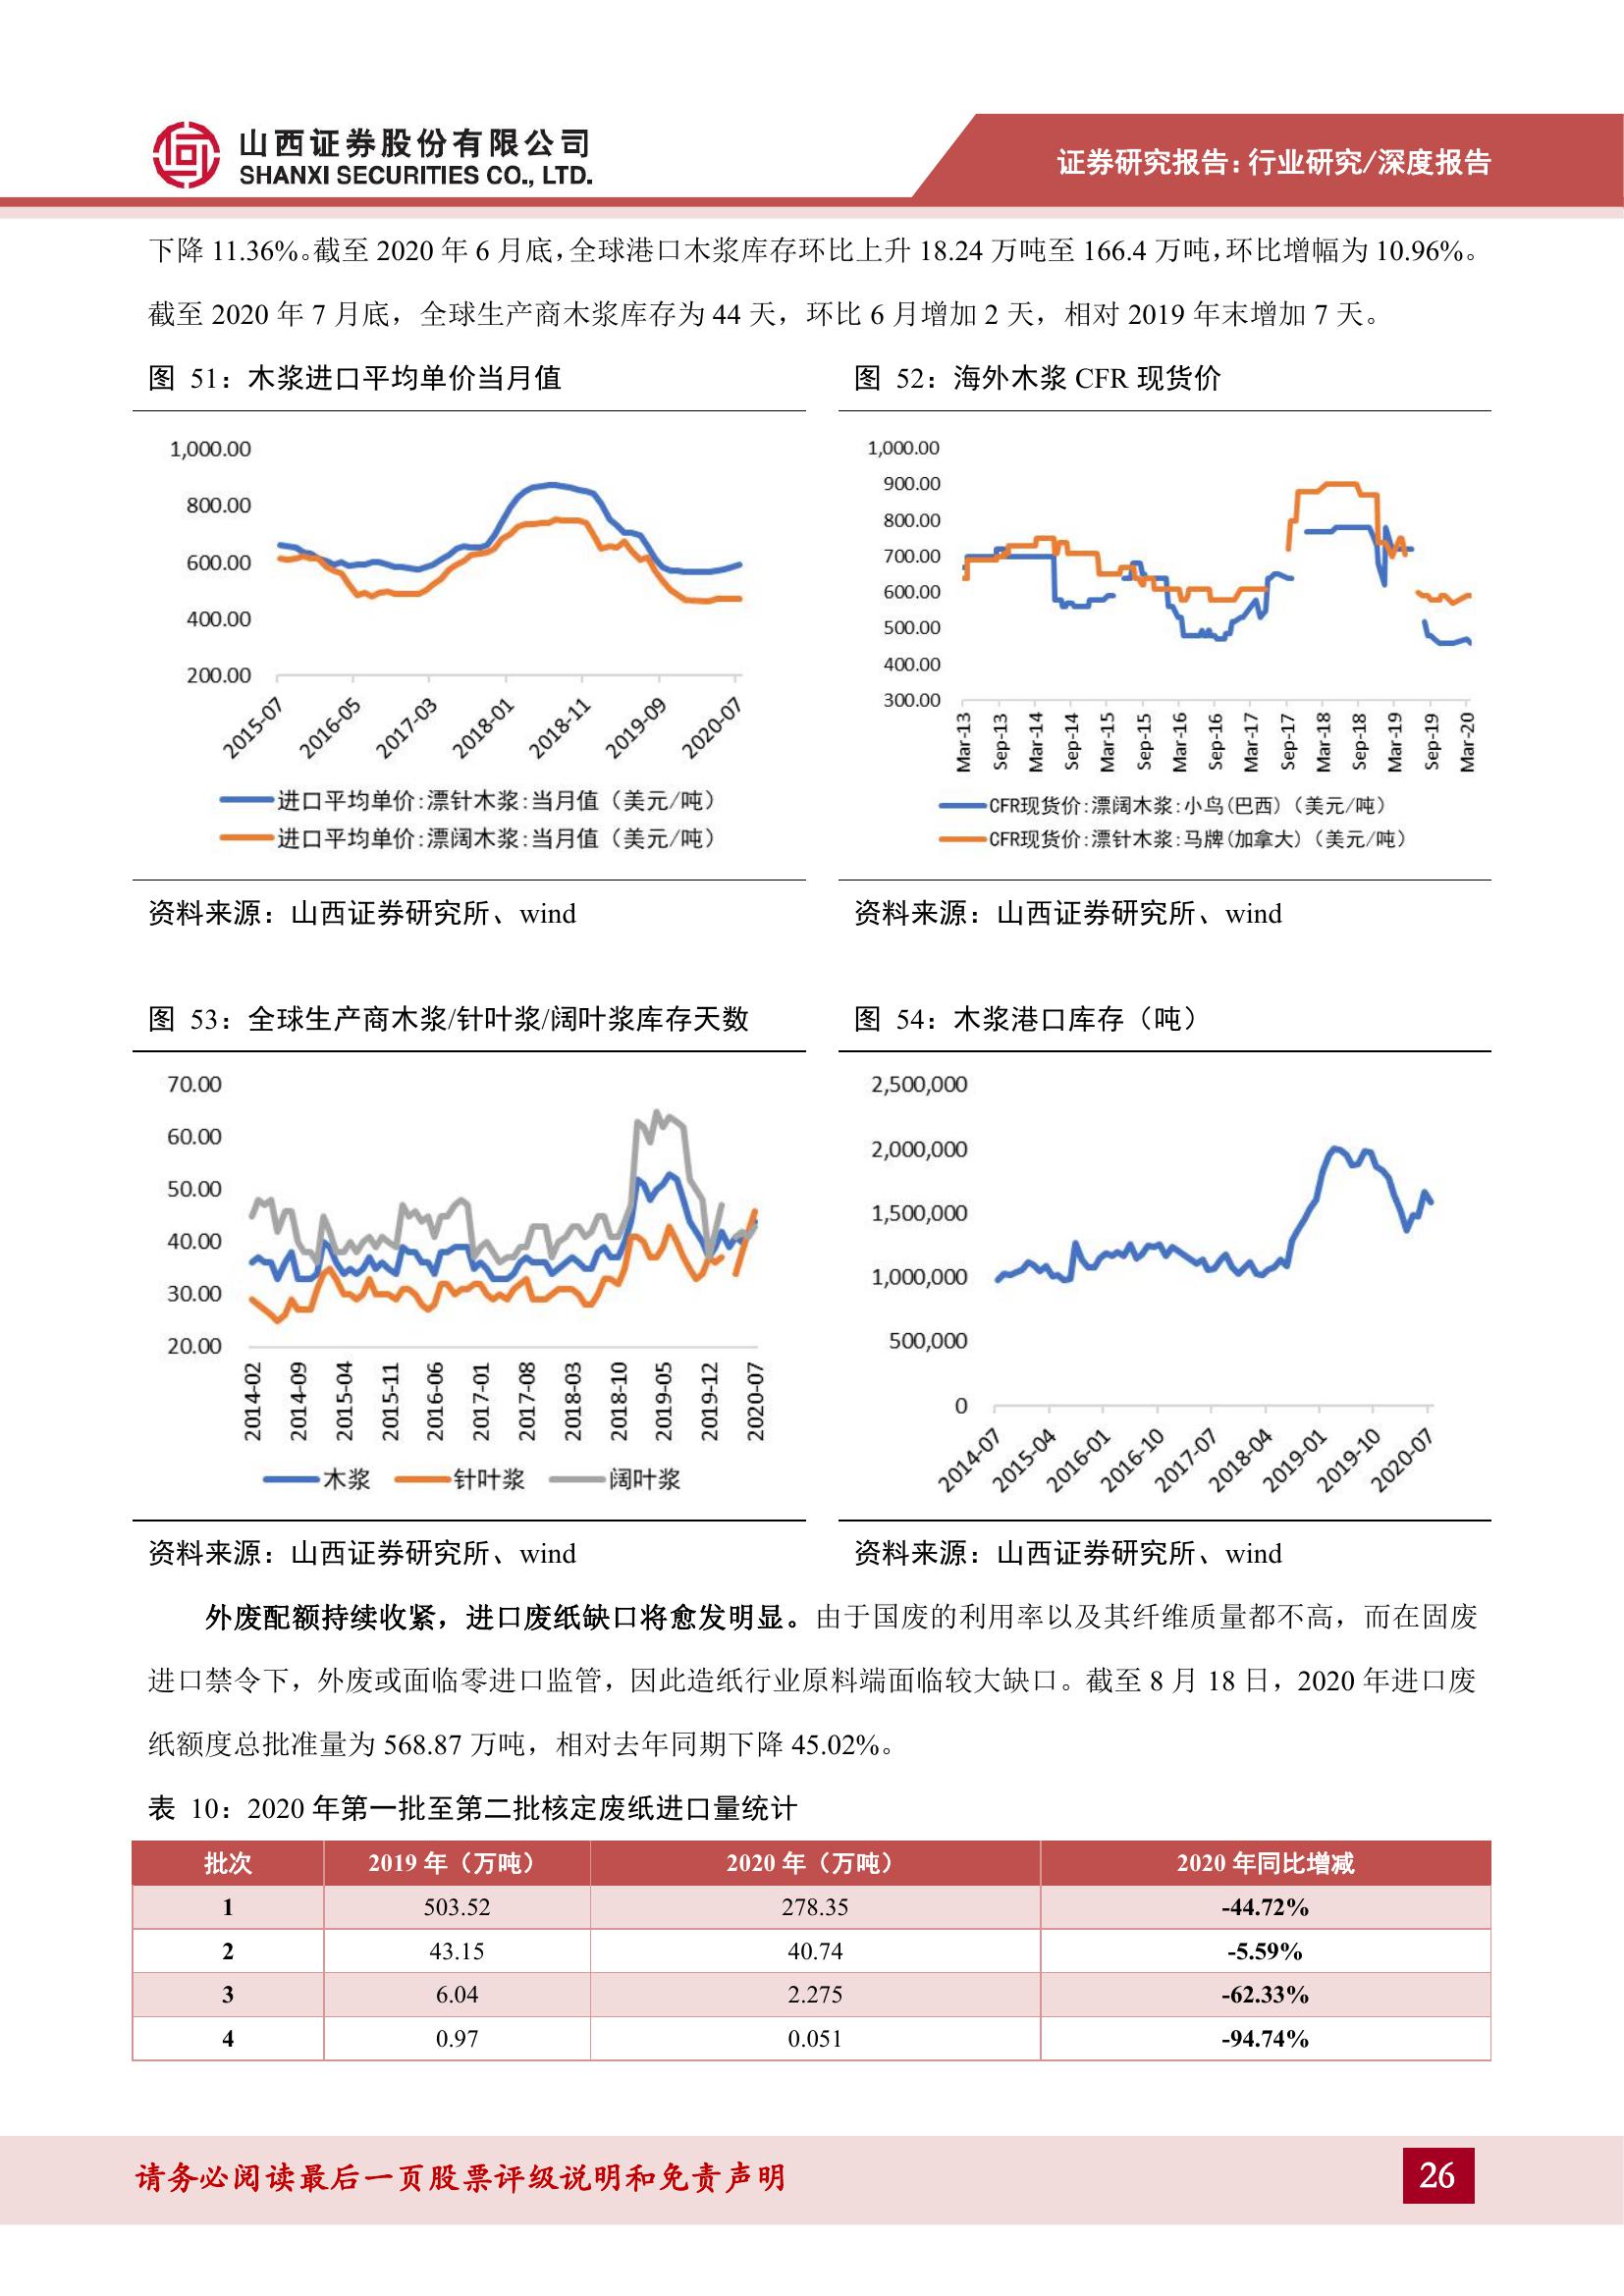 山西证券股份有限公司
SHANXI SECURITIES CO., LTD.
证券研究报告:行业研究/深度报告
下降 11.36%。截至 2020 年 6 月底,全球港口木浆库存环比上升 18.24 万吨至 166.4 万吨,环比增幅为 10.96%。
截至 2020 年 7 月底，全球生产商木浆库存为 44 天，环比 6 月增加 2 天，相对 2019 年末增加 7 天。
图 51：木浆进口平均单价当月值
1,000.00
800.00
600.00
400.00
200.00
2015-07
2016-05
2017-03
2018-01
2018-11
2019-09
2020-07
进口平均单价:漂针木浆:当月值（美元/吨）
进口平均单价:漂阔木浆:当月值（美元/吨）
资料来源：山西证券研究所、wind
图 52：海外木浆 CFR 现货价
1,000.00
900.00
800.00
700.00
600.00
500.00
400.00
300.00
Mar-13
Sep-13
Mar-14
Sep-14
Mar-15
Sep-15
Mar-16
Sep-16
Mar-17
Sep-17
Mar-18
Sep-18
Mar-19
Sep-19
Mar-20
CFR现货价:漂阔木浆:小鸟(巴西)（美元/吨）
CFR现货价:漂针木浆:马牌(加拿大)（美元/吨）
资料来源：山西证券研究所、wind
图 53：全球生产商木浆/针叶浆/阔叶浆库存天数
70.00
60.00
50.00
40.00
30.00
20.00
2014-02
2014-09
2015-04
2015-11
2016-06
2017-01
2017-08
2018-03
2018-10
2019-05
2019-12
2020-07
木浆 针叶浆 阔叶浆
资料来源：山西证券研究所、wind
图 54：木浆港口库存（吨）
2,500,000
2,000,000
1,500,000
1,000,000
500,000
0
2014-07
2015-04
2016-01
2016-10
2017-07
2018-04
2019-01
2019-10
2020-07
资料来源：山西证券研究所、wind
外废配额持续收紧，进口废纸缺口将愈发明显。由于国废的利用率以及其纤维质量都不高，而在固废
进口禁令下，外废或面临零进口监管，因此造纸行业原料端面临较大缺口。截至 8 月 18 日，2020 年进口废
纸额度总批准量为 568.87 万吨，相对去年同期下降 45.02%。
表 10：2020 年第一批至第二批核定废纸进口量统计
批次 2019 年（万吨） 2020 年（万吨） 2020 年同比增减
1 503.52 278.35 -44.72%
2 43.15 40.74 -5.59%
3 6.04 2.275 -62.33%
4 0.97 0.051 -94.74%
请务必阅读最后一页股票评级说明和免责声明
26